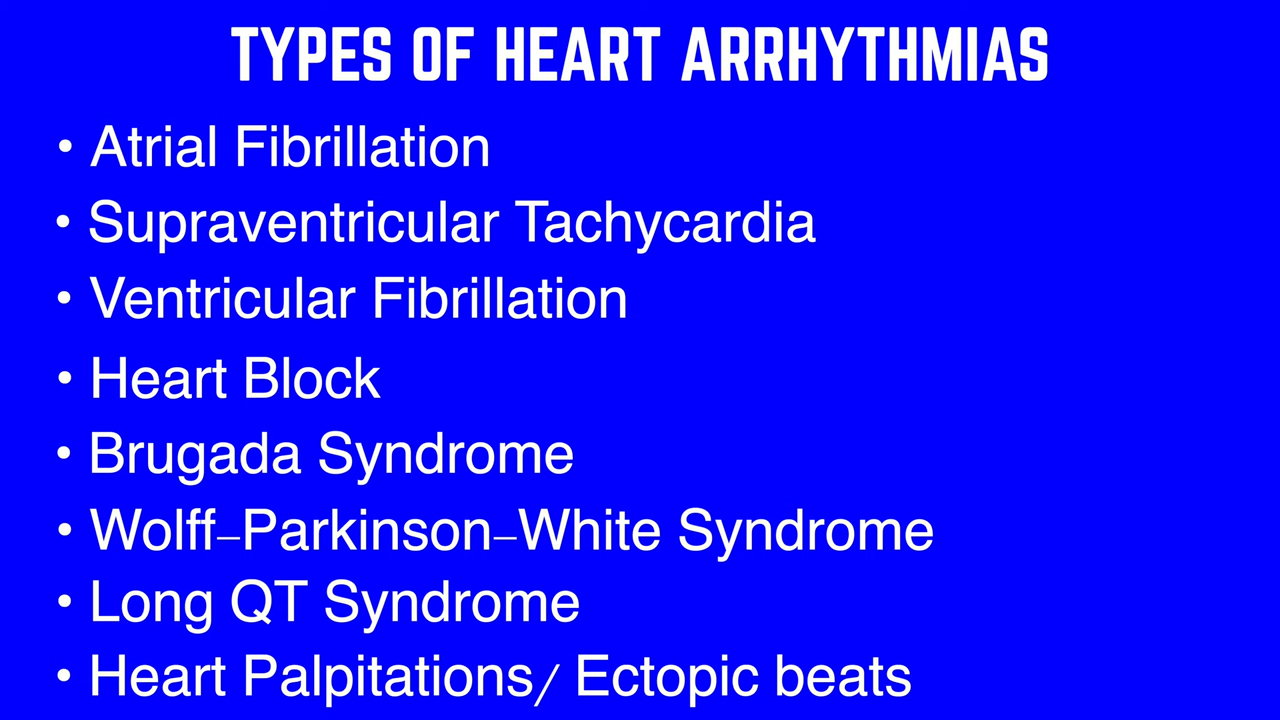 TYPES OF HEART ARRHYTHMIAS
• Atrial Fibrillation
• Supraventricular Tachycardia
• Ventricular Fibrillation
• Heart Block
• Brugada Syndrome
• Wolff–Parkinson–White Syndrome
• Long QT Syndrome
• Heart Palpitations/ Ectopic beats